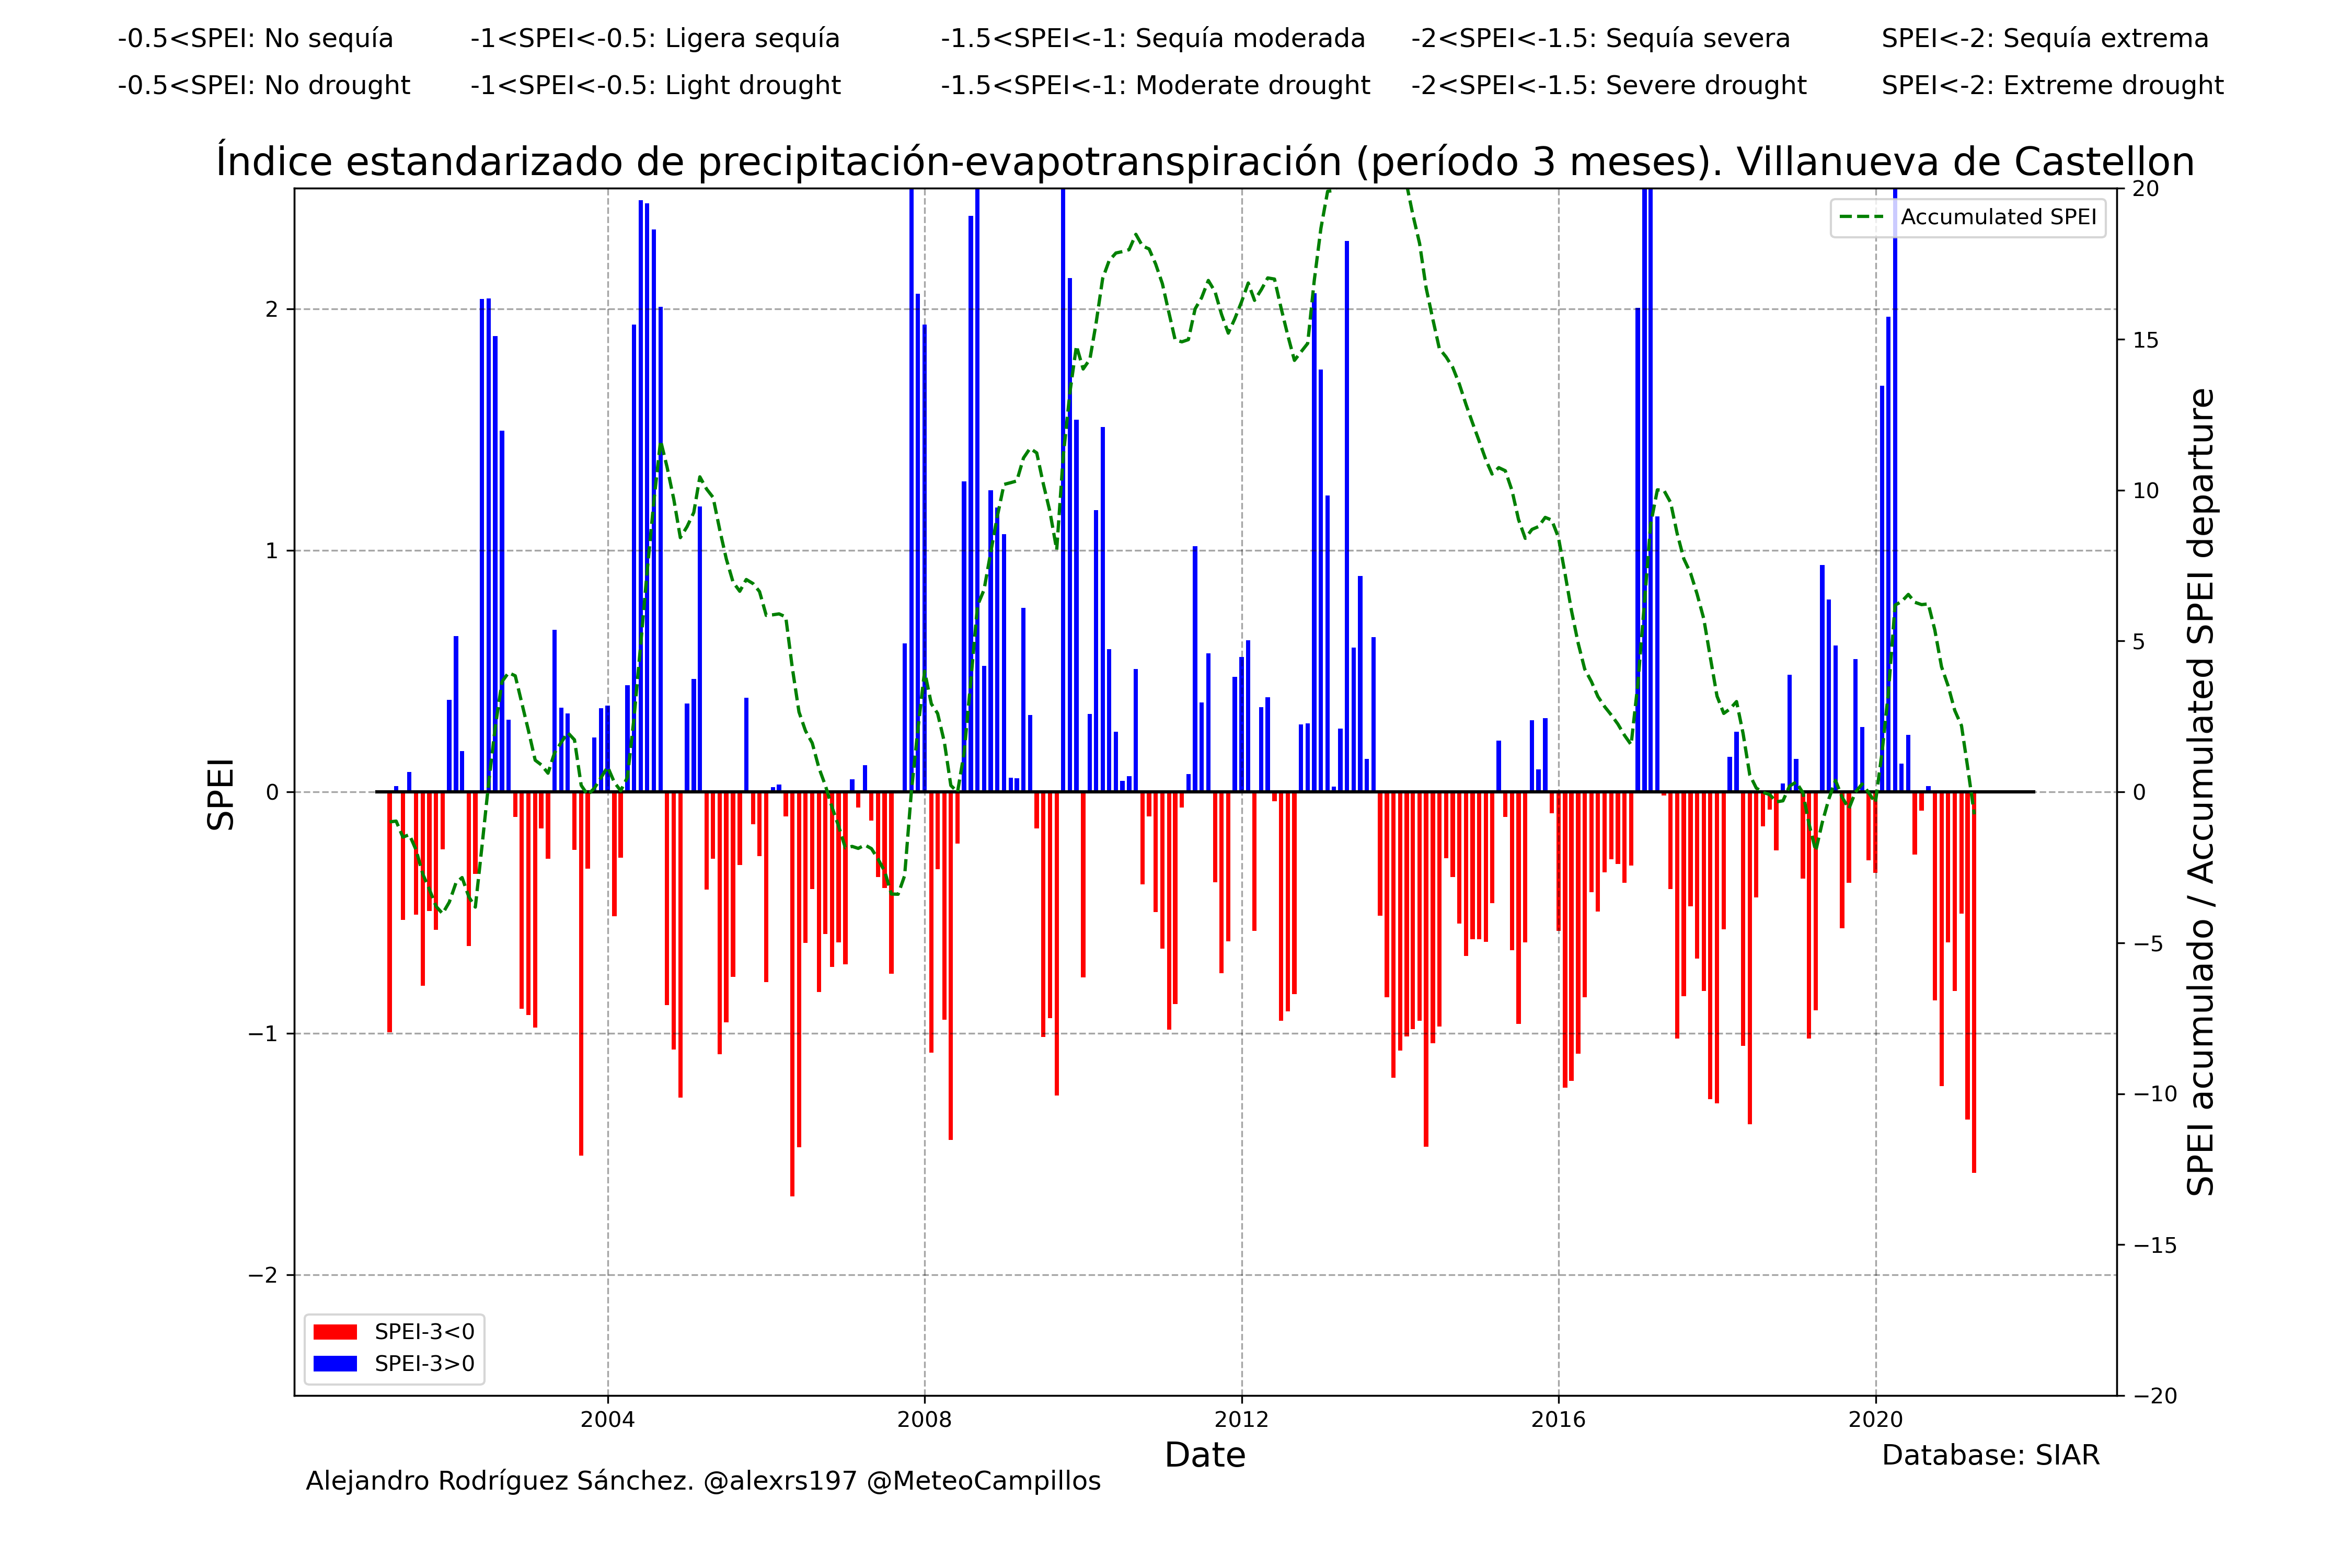 -0.5<SPEI: No sequía -1<SPEI<-0.5: Ligera sequía -1.5<SPEI<-1: Sequía moderada -2<SPEI<-1.5: Sequía severa SPEI<-2: Sequía extrema
-0.5<SPEI: No drought -1<SPEI<-0.5: Light drought -1.5<SPEI<-1: Moderate drought -2<SPEI<-1.5: Severe drought SPEI<-2: Extreme drought
Índice estandarizado de precipitación-evapotranspiración (período 3 meses). Villanueva de Castellon
Accumulated SPEI
SPEI
2
1
0
−1
−2
20
15
10
5
0
−5
−10
−15
−20
SPEI acumulado / Accumulated SPEI departure
SPEI-3<0
SPEI-3>0
2004 2008 2012 2016 2020
Date
Database: SIAR
Alejandro Rodríguez Sánchez. @alexrs197 @MeteoCampillos